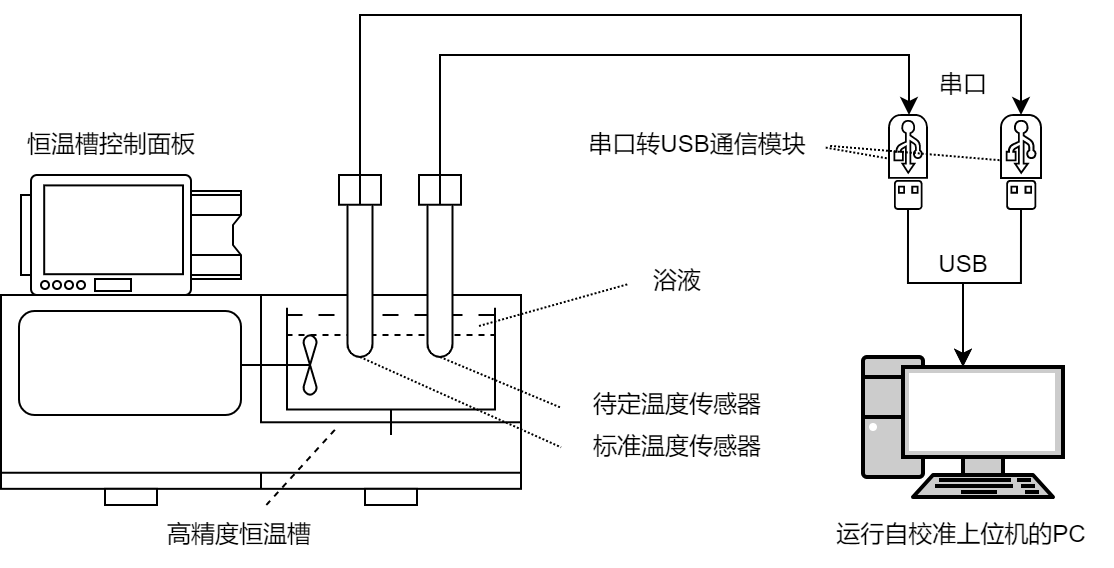 串口
恒温槽控制面板
串口转USB通信模块
USB
浴液
待定温度传感器
标准温度传感器
高精度恒温槽
运行自校准上位机的PC